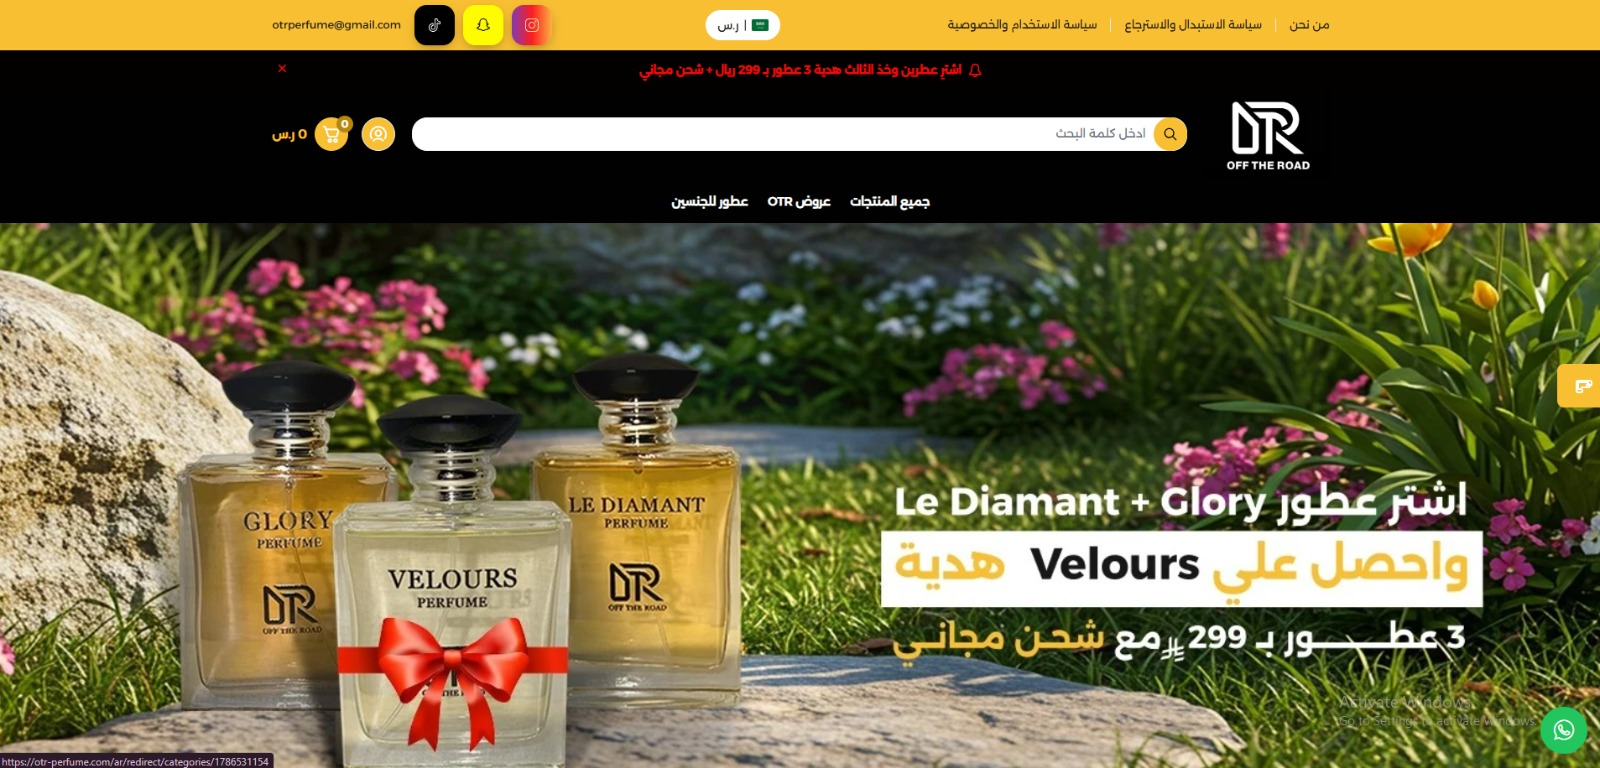 من نحن
سياسة الاستبدال والاسترجاع
سياسة الاستخدام والخصوصية
ر.س |
otrperfume@gmail.com
اشترِ عطرين وخذ الثالث هدية 3 عطور بـ 299 ريال + شحن مجاني
OTR
OFF THE ROAD
ادخل كلمة البحث
0
0 ر.س
جميع المنتجات
عروض OTR
عطور للجنسين
GLORY
PERFUME
OTR
OFF THE ROAD
VELOURS
PERFUME
LE DIAMANT
PERFUME
OTR
OFF THE ROAD
اشتر عطور Le Diamant + Glory
واحصل علي Velours هدية
3 عطــــــور بـ 299 مع شحن مجاني
Activate Windows
Go to Settings to activate Windows.
https://otr-perfume.com/ar/redirect/categories/1786531154